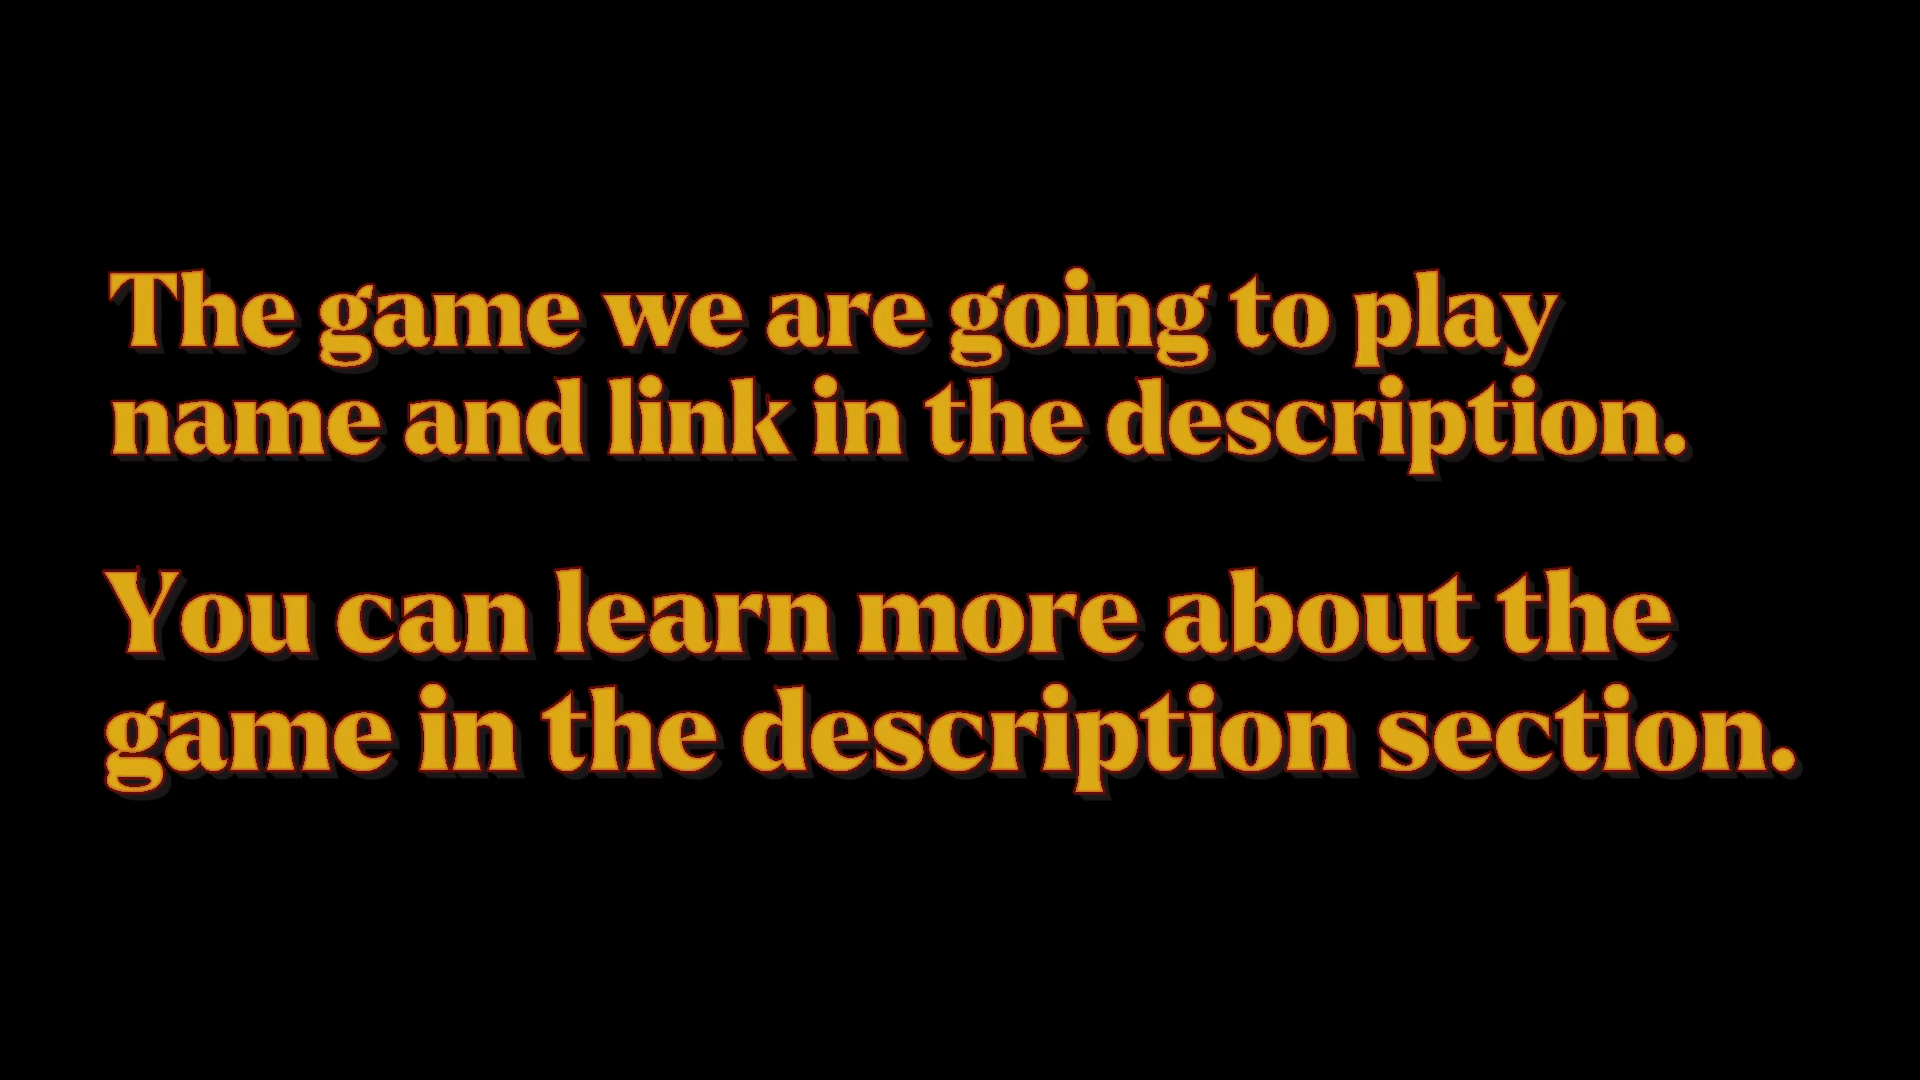 The game we are going to play
name and link in the description.
You can learn more about the
game in the description section.